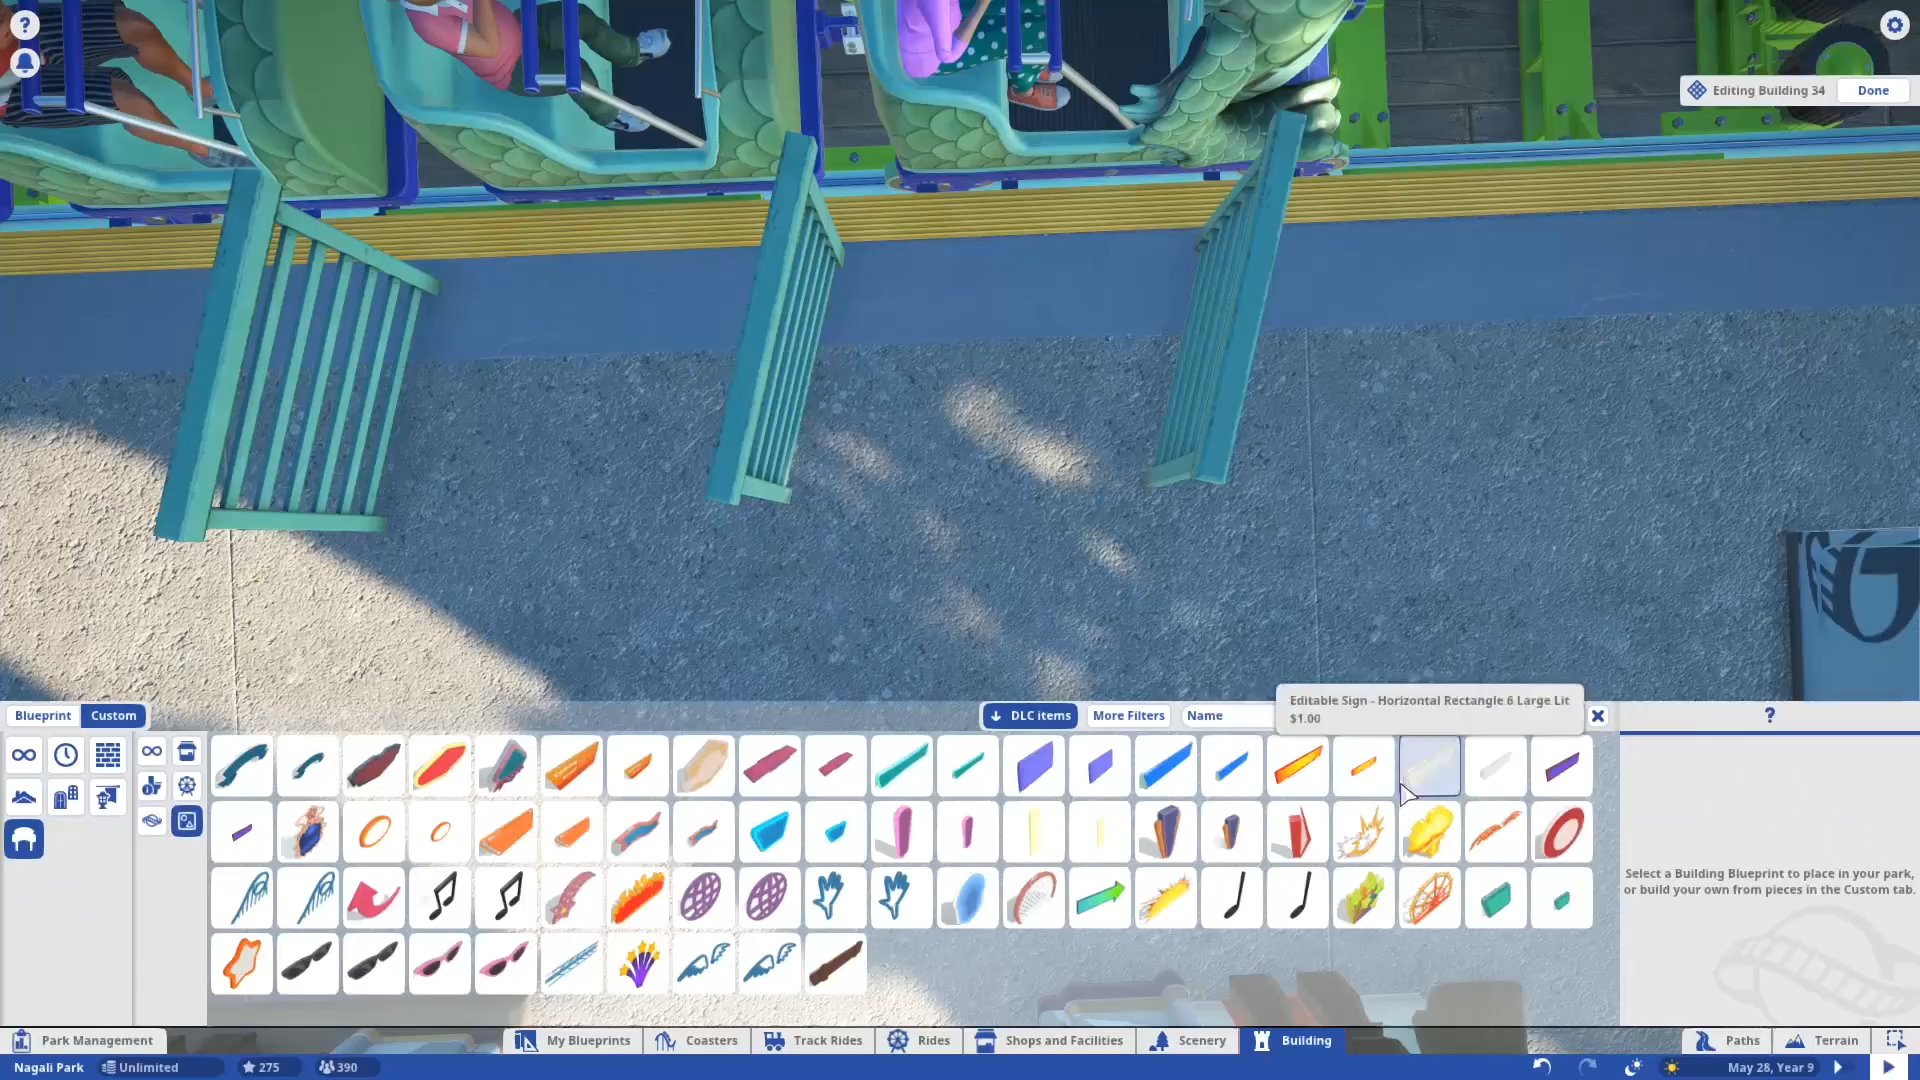 ?
Editing Building 34
Done
Blueprint
Custom
DLC items
More Filters
Name
Editable Sign - Horizontal Rectangle 6 Large Lit
$1.00
?
Select a Building Blueprint to place in your park,
or build your own from pieces in the Custom tab.
Park Management
My Blueprints
Coasters
Track Rides
Rides
Shops and Facilities
Scenery
Building
Paths
Terrain
Nagali Park
Unlimited
275
390
May 28, Year 9